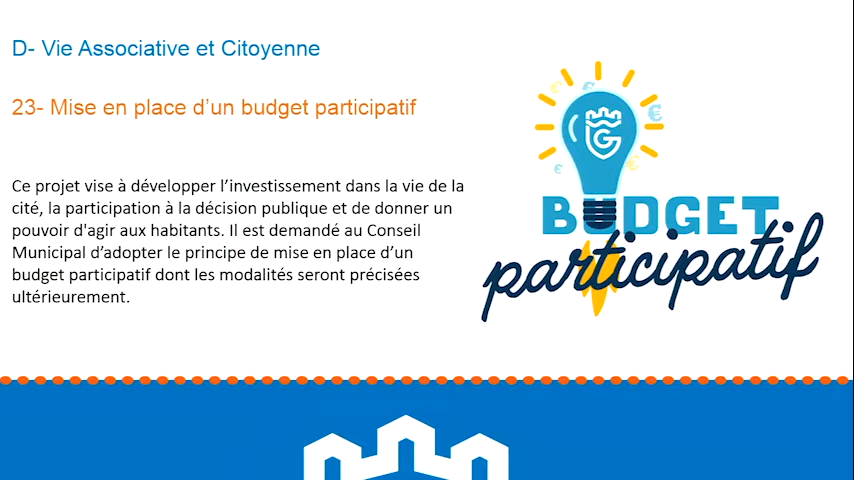 D- Vie Associative et Citoyenne
23- Mise en place d’un budget participatif
Ce projet vise à développer l’investissement dans la vie de la
cité, la participation à la décision publique et de donner un
pouvoir d'agir aux habitants. Il est demandé au Conseil
Municipal d’adopter le principe de mise en place d’un
budget participatif dont les modalités seront précisées
ultérieurement.
G
BUDGET
participatif